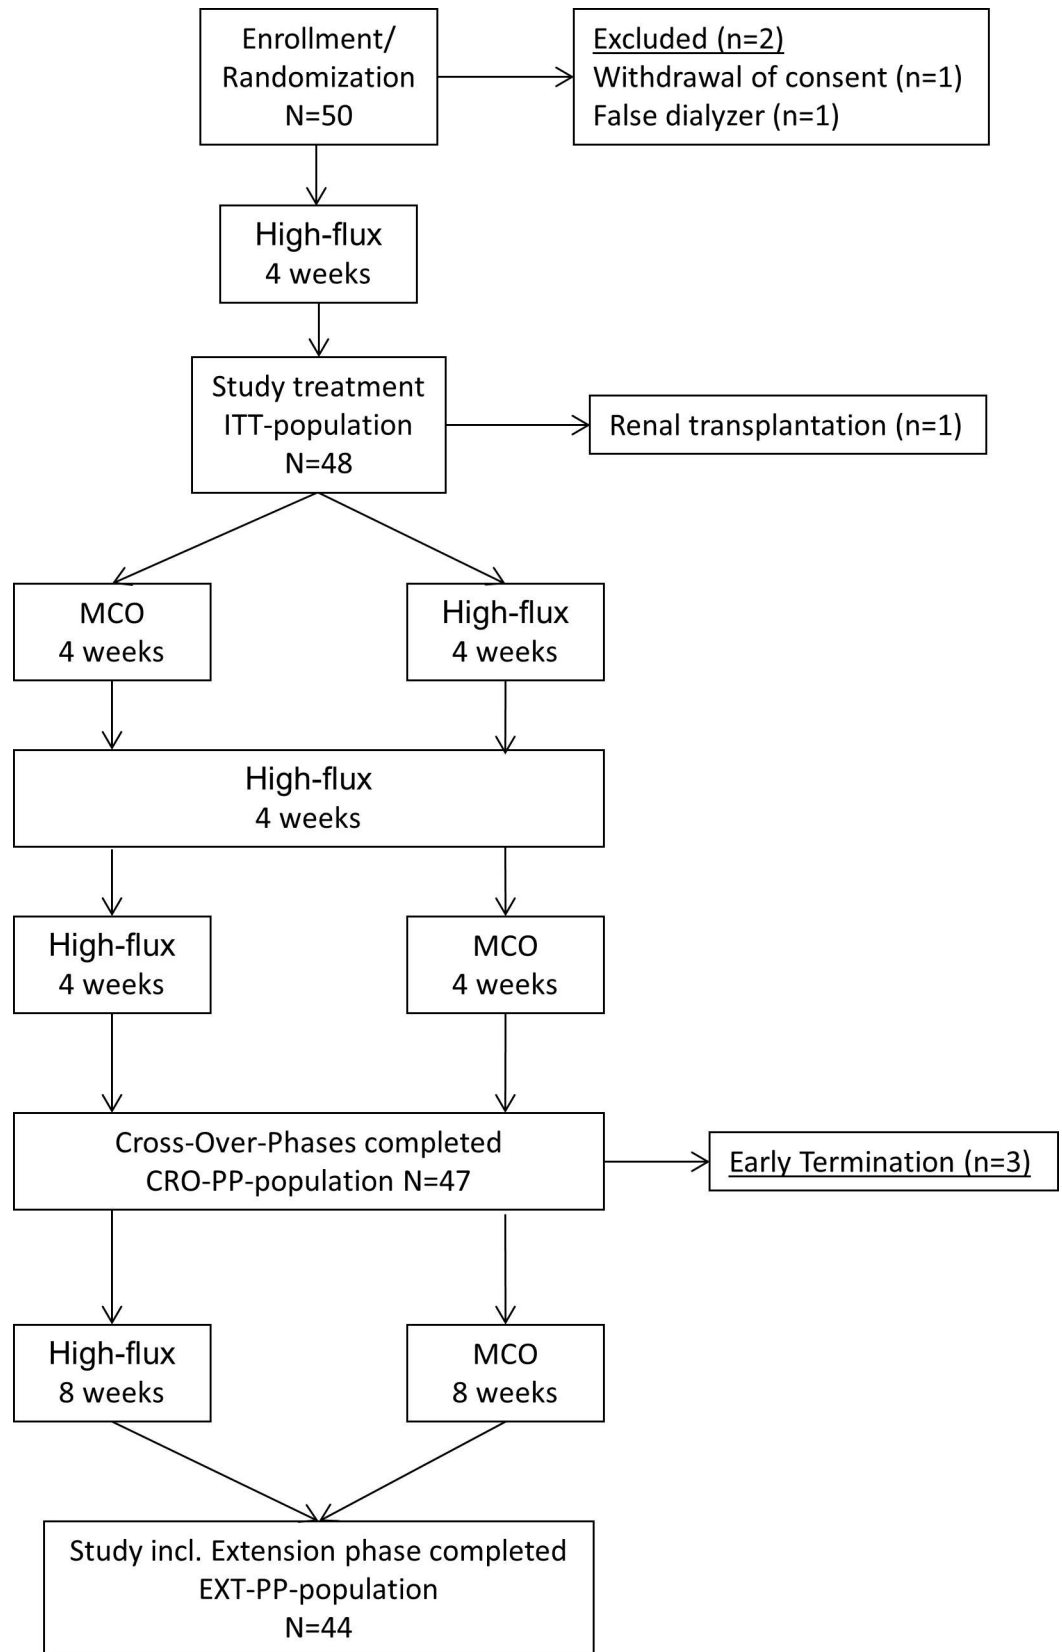 Enrollment/
Randomization
N=50
Excluded (n=2)
Withdrawal of consent (n=1)
False dialyzer (n=1)
High-flux
4 weeks
Study treatment
ITT-population
N=48
Renal transplantation (n=1)
MCO
4 weeks
High-flux
4 weeks
High-flux
4 weeks
High-flux
4 weeks
MCO
4 weeks
Cross-Over-Phases completed
CRO-PP-population N=47
Early Termination (n=3)
High-flux
8 weeks
MCO
8 weeks
Study incl. Extension phase completed
EXT-PP-population
N=44